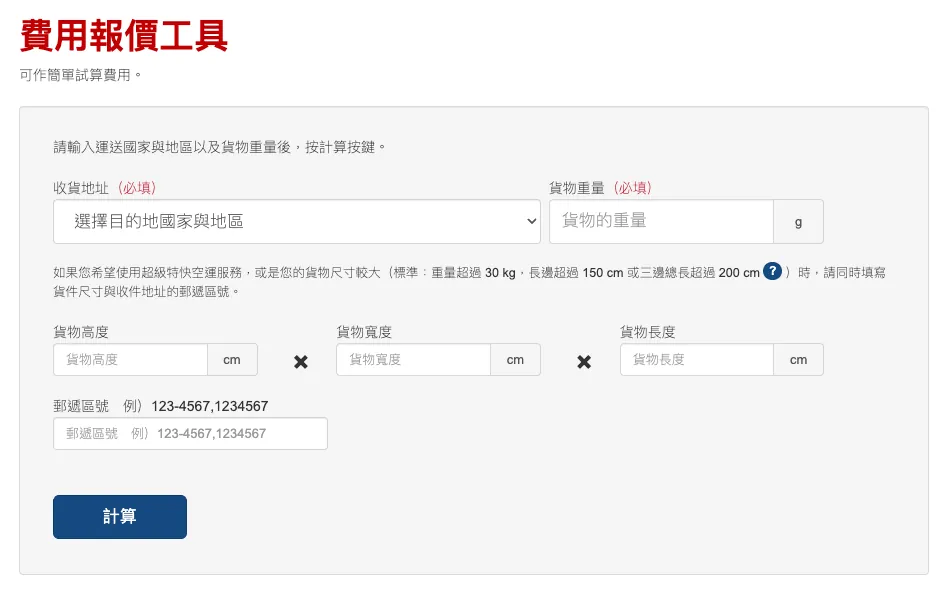 費用報價工具
可作簡單試算費用。
請輸入運送國家與地區以及貨物重量後，按計算按鍵。
收貨地址（必填） 貨物重量（必填）
選擇目的地國家與地區 貨物的重量 g
如果您希望使用超級特快空運服務，或是您的貨物尺寸較大（標準：重量超過 30 kg，長邊超過 150 cm 或三邊總長超過 200 cm ? ）時，請同時填寫
貨件尺寸與收件地址的郵遞區號。
貨物高度 貨物寬度 貨物長度
貨物高度 cm × 貨物寬度 cm × 貨物長度 cm
郵遞區號　例）123-4567,1234567
郵遞區號　例）123-4567,1234567
計算